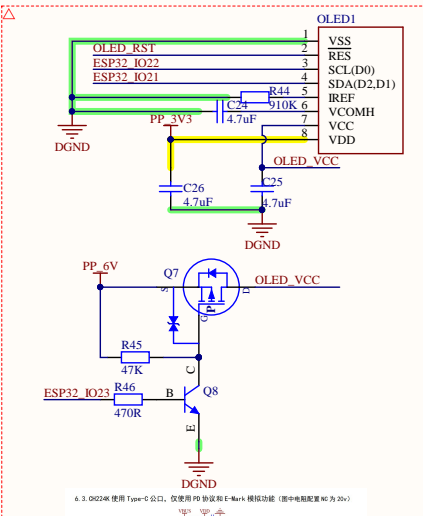 OLED1
1 VSS
OLED_RST 2 RES
ESP32_IO22 3 SCL(D0)
ESP32_IO21 4 SDA(D2,D1)
R44 5 IREF
C24 910K 6 VCOMH
PP_3V3 4.7uF 7 VCC
8 VDD
DGND
OLED_VCC
C26 C25
4.7uF 4.7uF
DGND
PP_6V Q7 OLED_VCC
S D
P
G
R45
47K C
ESP32_IO23 R46 B Q8
470R
E
DGND
6.3.CH224K 使用 Type-C 公口，仅使用 PD 协议和 E-Mark 模拟功能（图中电阻配置 NC 为 20v）
VBUS VDD